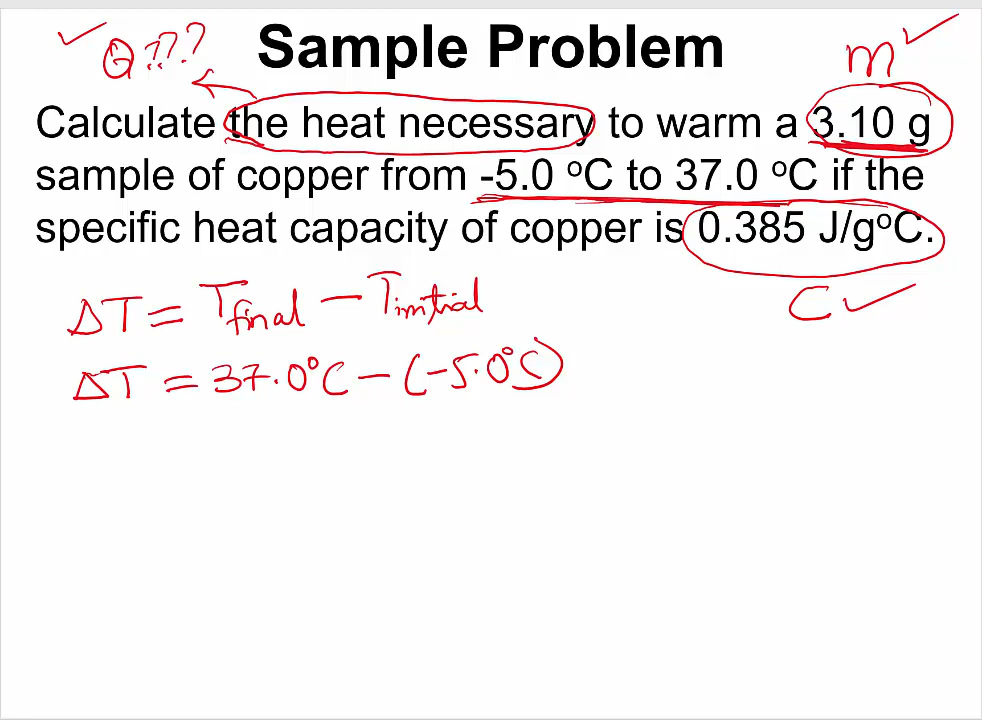 Q???
Sample Problem
m
Calculate the heat necessary to warm a 3.10 g
sample of copper from -5.0 °C to 37.0 °C if the
specific heat capacity of copper is 0.385 J/g°C.
C
ΔT = Tfinal − Tinitial
ΔT = 37.0°C − (−5.0°C)